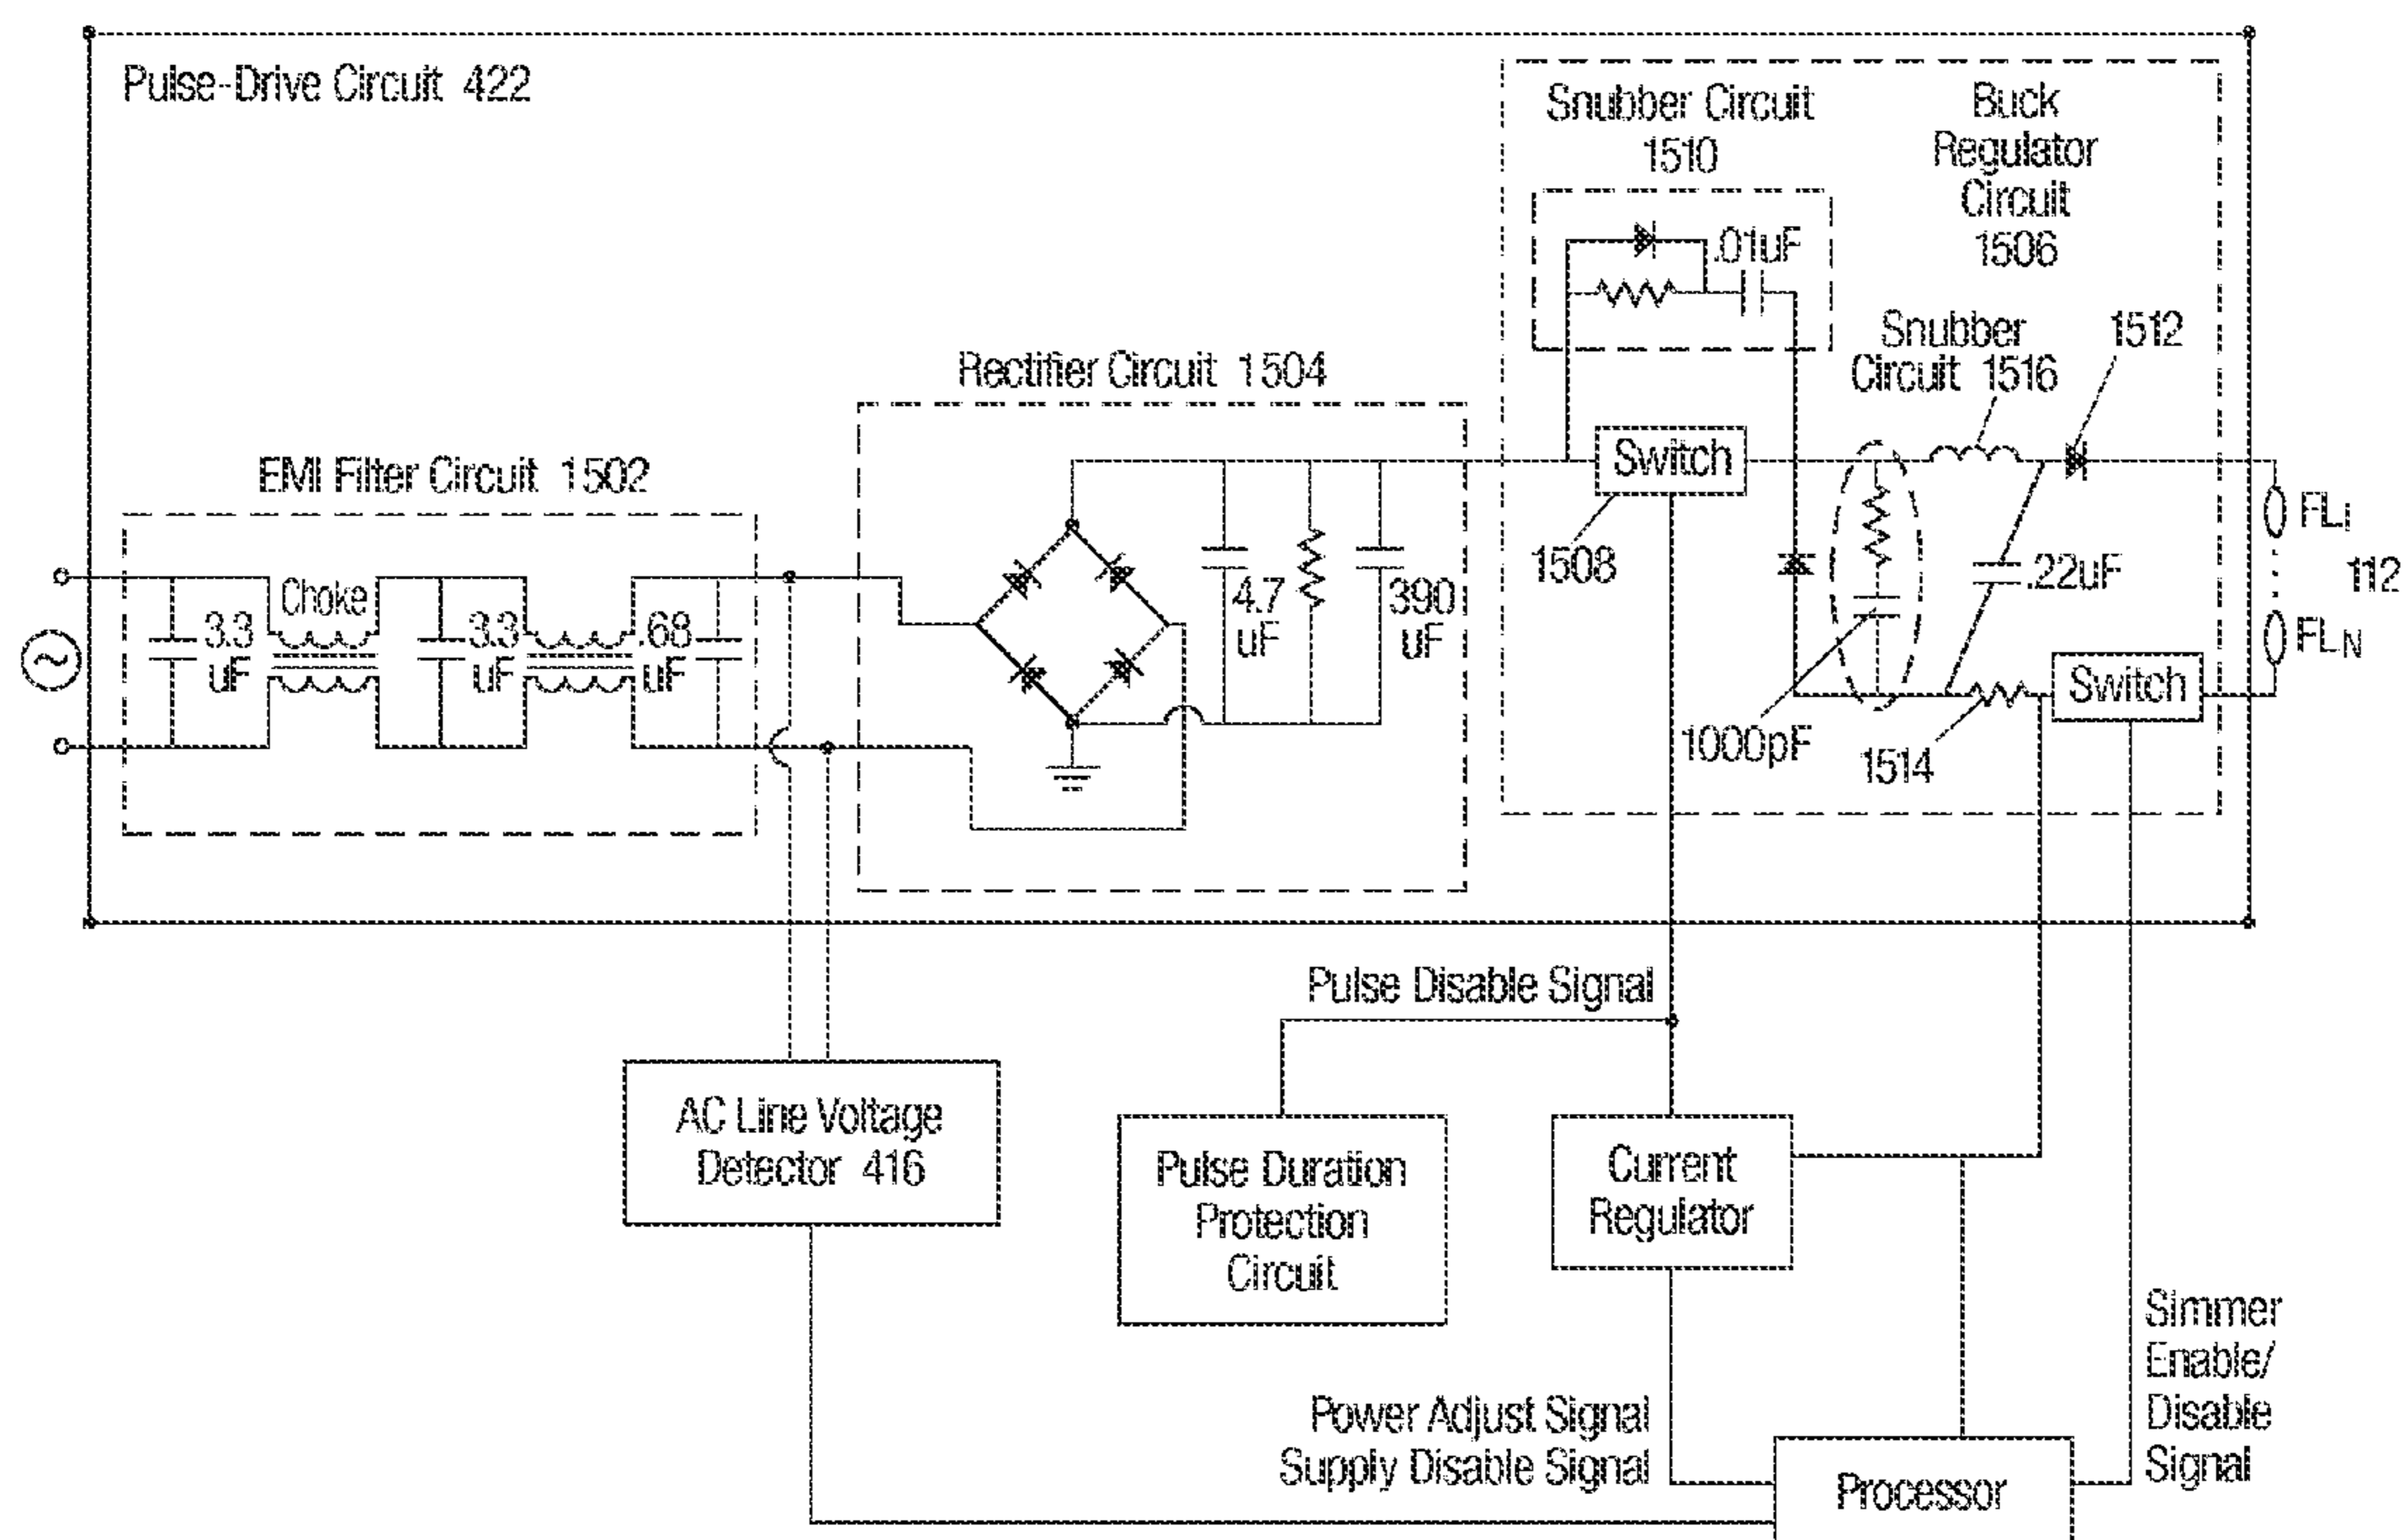 Pulse-Drive Circuit 422
Snubber Circuit
1510
Buck
Regulator
Circuit
1506
.01uF
Snubber
Circuit 1516
1512
Rectifier Circuit 1504
EMI Filter Circuit 1502
Switch
1508
Choke
3.3
uF
3.3
uF
.68
uF
4.7
uF
390
uF
.22uF
FLI
112
FLN
Switch
1000pF
1514
Pulse Disable Signal
AC Line Voltage
Detector 416
Pulse Duration
Protection
Circuit
Current
Regulator
Simmer
Enable/
Disable
Signal
Power Adjust Signal
Supply Disable Signal
Processor